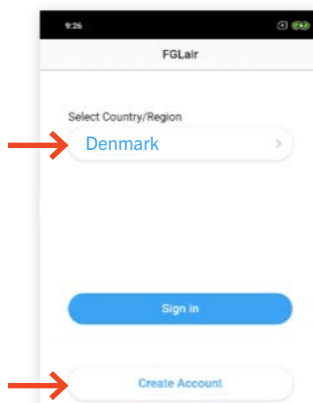 9:26
FGLair
Select Country/Region
Denmark
Sign in
Create Account